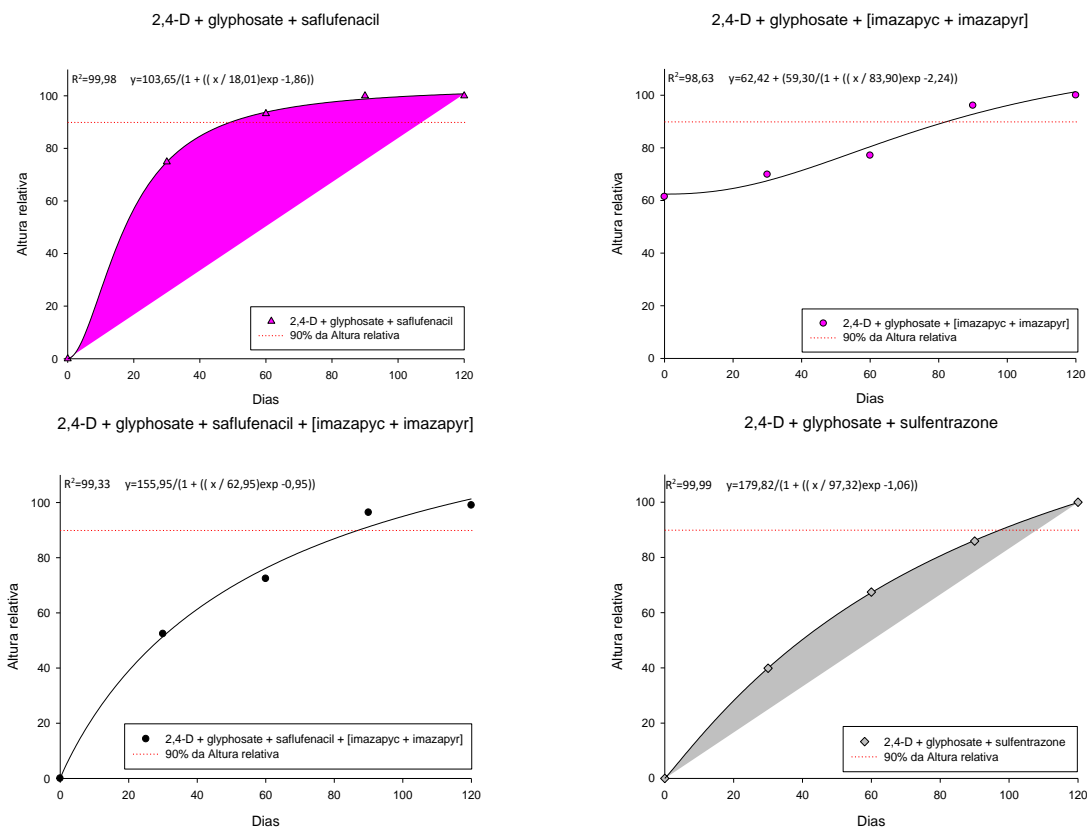 2,4-D + glyphosate + saflufenacil
R²=99,98 y=103,65/(1 + (( x / 18,01)exp -1,86))
Altura relativa
100
80
60
40
20
0
2,4-D + glyphosate + saflufenacil
90% da Altura relativa
0 20 40 60 80 100 120
Dias
2,4-D + glyphosate + [imazapyc + imazapyr]
R²=98,63 y=62,42 + (59,30/(1 + (( x / 83,90)exp -2,24))
Altura relativa
100
80
60
40
20
0
2,4-D + glyphosate + [imazapyc + imazapyr]
90% da Altura relativa
0 20 40 60 80 100 120
Dias
2,4-D + glyphosate + saflufenacil + [imazapyc + imazapyr]
R²=99,33 y=155,95/(1 + (( x / 62,95)exp -0,95))
Altura relativa
100
80
60
40
20
0
2,4-D + glyphosate + saflufenacil + [imazapyc + imazapyr]
90% da Altura relativa
0 20 40 60 80 100 120
Dias
2,4-D + glyphosate + sulfentrazone
R²=99,99 y=179,82/(1 + (( x / 97,32)exp -1,06))
Altura relativa
100
80
60
40
20
0
2,4-D + glyphosate + sulfentrazone
90% da Altura relativa
0 20 40 60 80 100 120
Dias